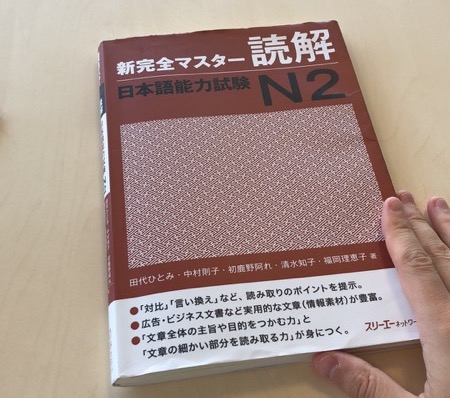 新完全マスター 読解
日本語能力試験 N2
田代ひとみ・中村則子・初鹿野阿れ・清水知子・福岡理恵子 著
●「対比」「言い換え」など、読み取りのポイントを提示。
●広告・ビジネス文書など実用的な文章(情報素材)が豊富。
●「文章全体の主旨や目的をつかむ力」と
「文章の細かい部分を読み取る力」が身につく。
スリーエーネットワーク